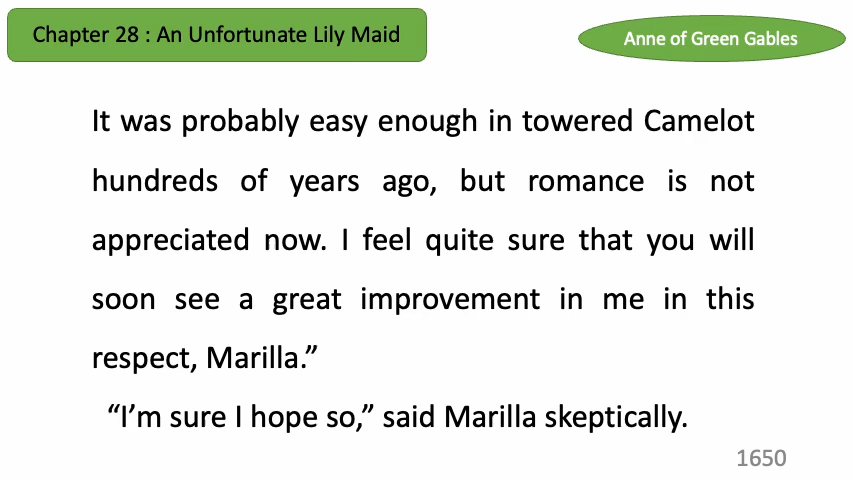 Chapter 28 : An Unfortunate Lily Maid
Anne of Green Gables
It was probably easy enough in towered Camelot
hundreds of years ago, but romance is not
appreciated now. I feel quite sure that you will
soon see a great improvement in me in this
respect, Marilla.”
“I’m sure I hope so,” said Marilla skeptically.
1650